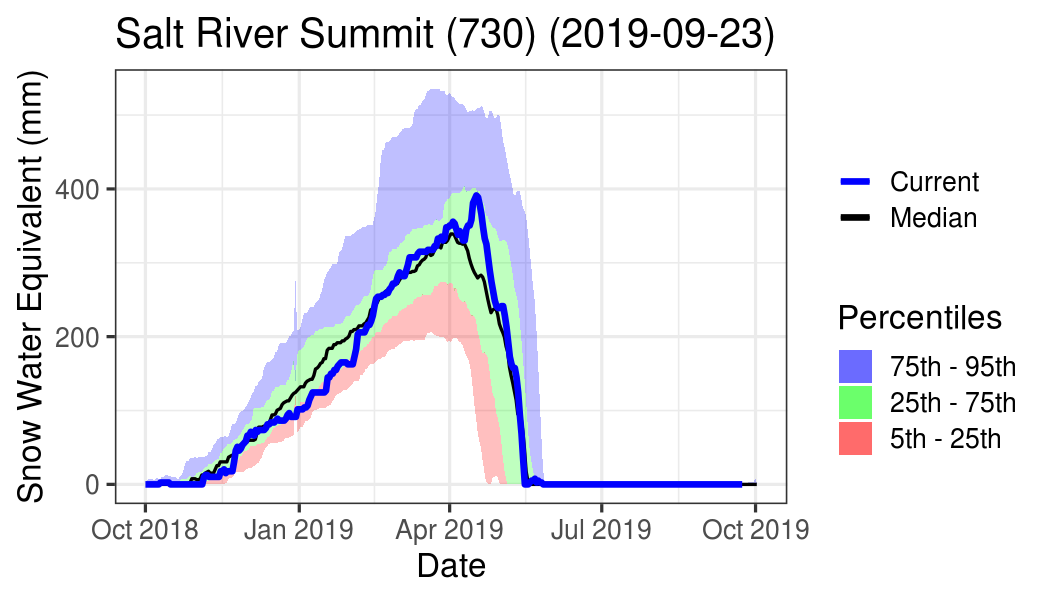 Salt River Summit (730) (2019-09-23)
Snow Water Equivalent (mm)
400
200
0
Oct 2018
Jan 2019
Apr 2019
Jul 2019
Oct 2019
Date
Current
Median
Percentiles
75th - 95th
25th - 75th
5th - 25th